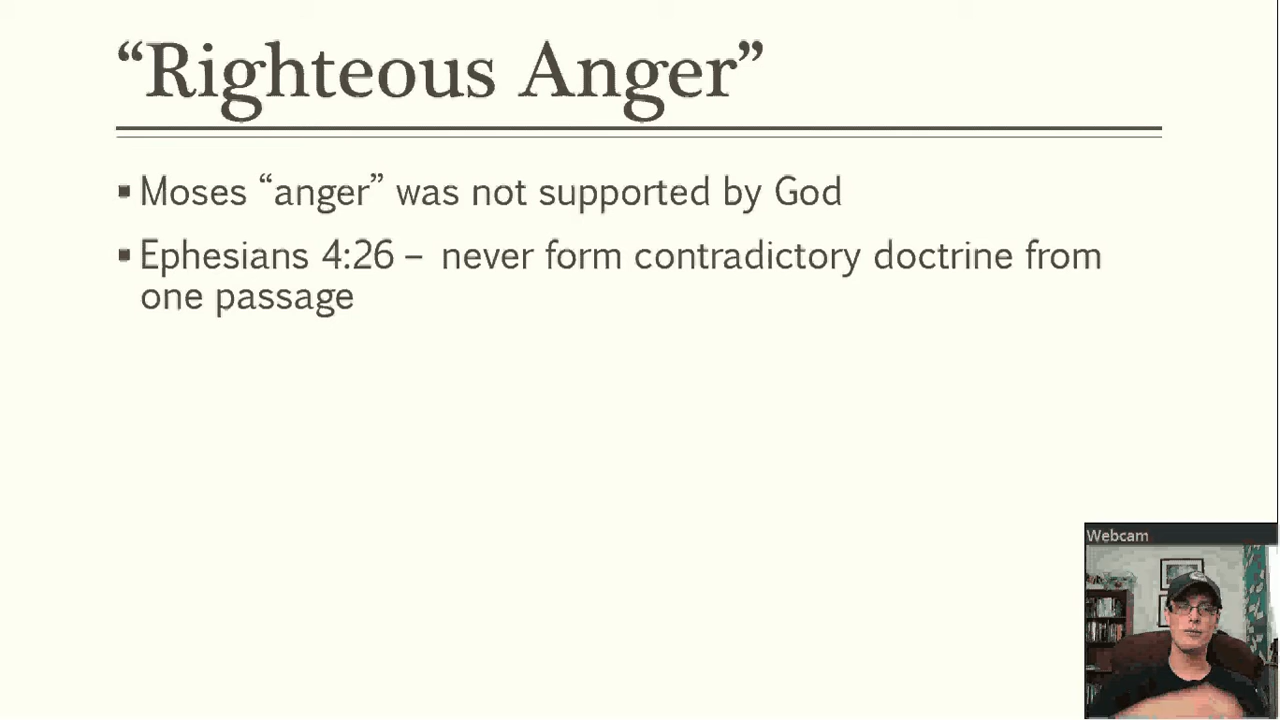 “Righteous Anger”
▪ Moses “anger” was not supported by God
▪ Ephesians 4:26 – never form contradictory doctrine from
one passage
Webcam